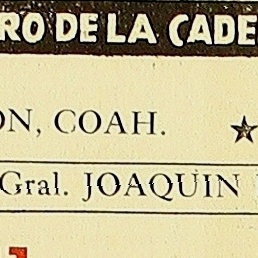 RO DE LA CADE
ON, COAH.
Gral. JOAQUIN